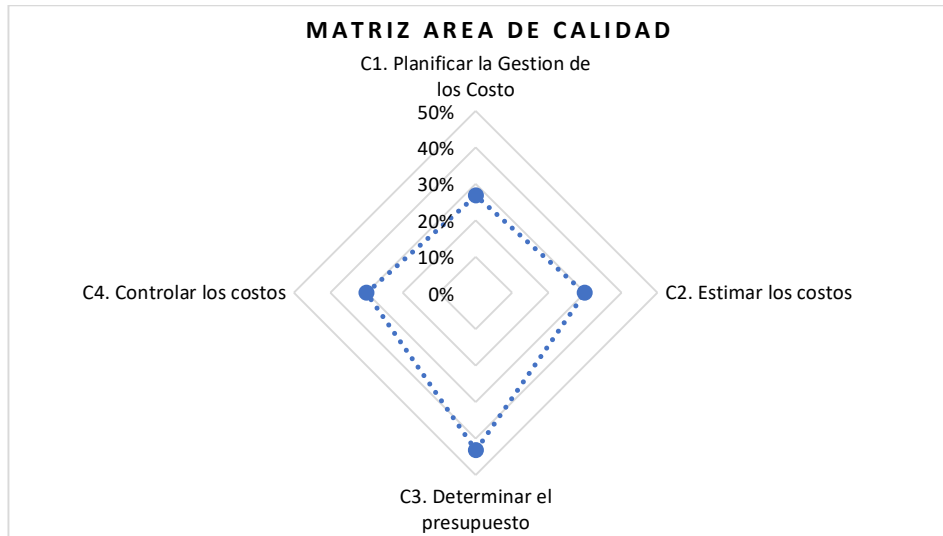 MATRIZ AREA DE CALIDAD
C1. Planificar la Gestion de
los Costo
50%
40%
30%
20%
10%
0%
C4. Controlar los costos
C2. Estimar los costos
C3. Determinar el
presupuesto